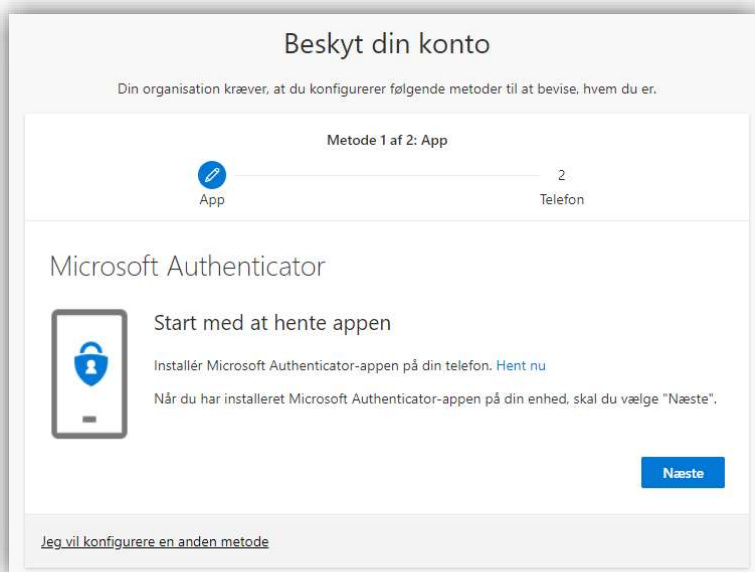 Beskyt din konto
Din organisation kræver, at du konfigurerer følgende metoder til at bevise, hvem du er.
Metode 1 af 2: App
App
2
Telefon
Microsoft Authenticator
Start med at hente appen
Installér Microsoft Authenticator-appen på din telefon. Hent nu
Når du har installeret Microsoft Authenticator-appen på din enhed, skal du vælge "Næste".
Næste
Jeg vil konfigurere en anden metode